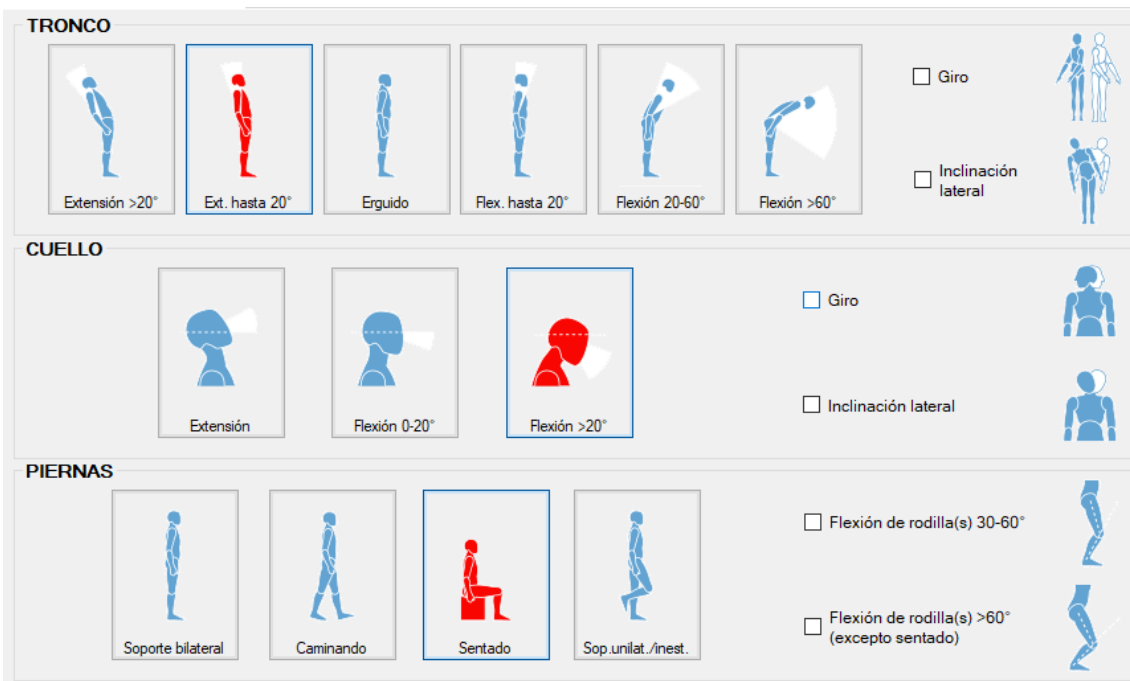 TRONCO
Extensión >20°
Ext. hasta 20°
Erguido
Flex. hasta 20°
Flexión 20-60°
Flexión >60°
Giro
Inclinación
lateral
CUELLO
Extensión
Flexión 0-20°
Flexión >20°
Giro
Inclinación lateral
PIERNAS
Soporte bilateral
Caminando
Sentado
Sop.unilat./inest.
Flexión de rodilla(s) 30-60°
Flexión de rodilla(s) >60°
(excepto sentado)